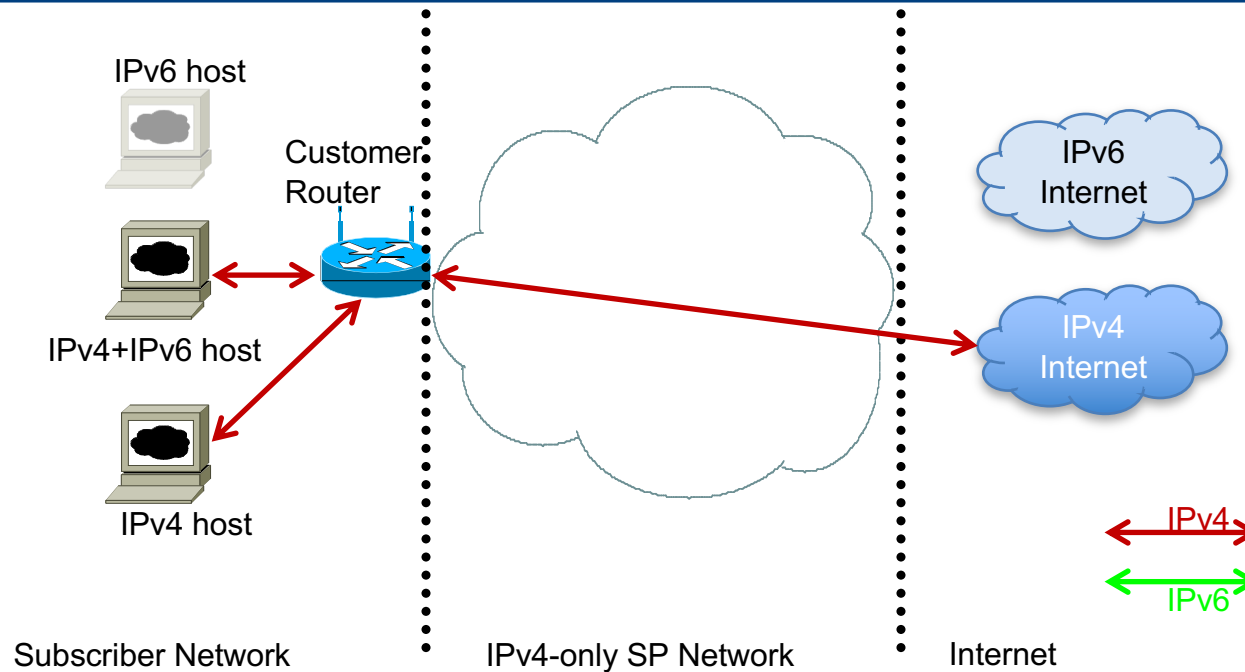 IPv6 host
Customer
Router
IPv6
Internet
IPv4+IPv6 host
IPv4
Internet
IPv4 host
IPv4
IPv6
Subscriber Network
IPv4-only SP Network
Internet